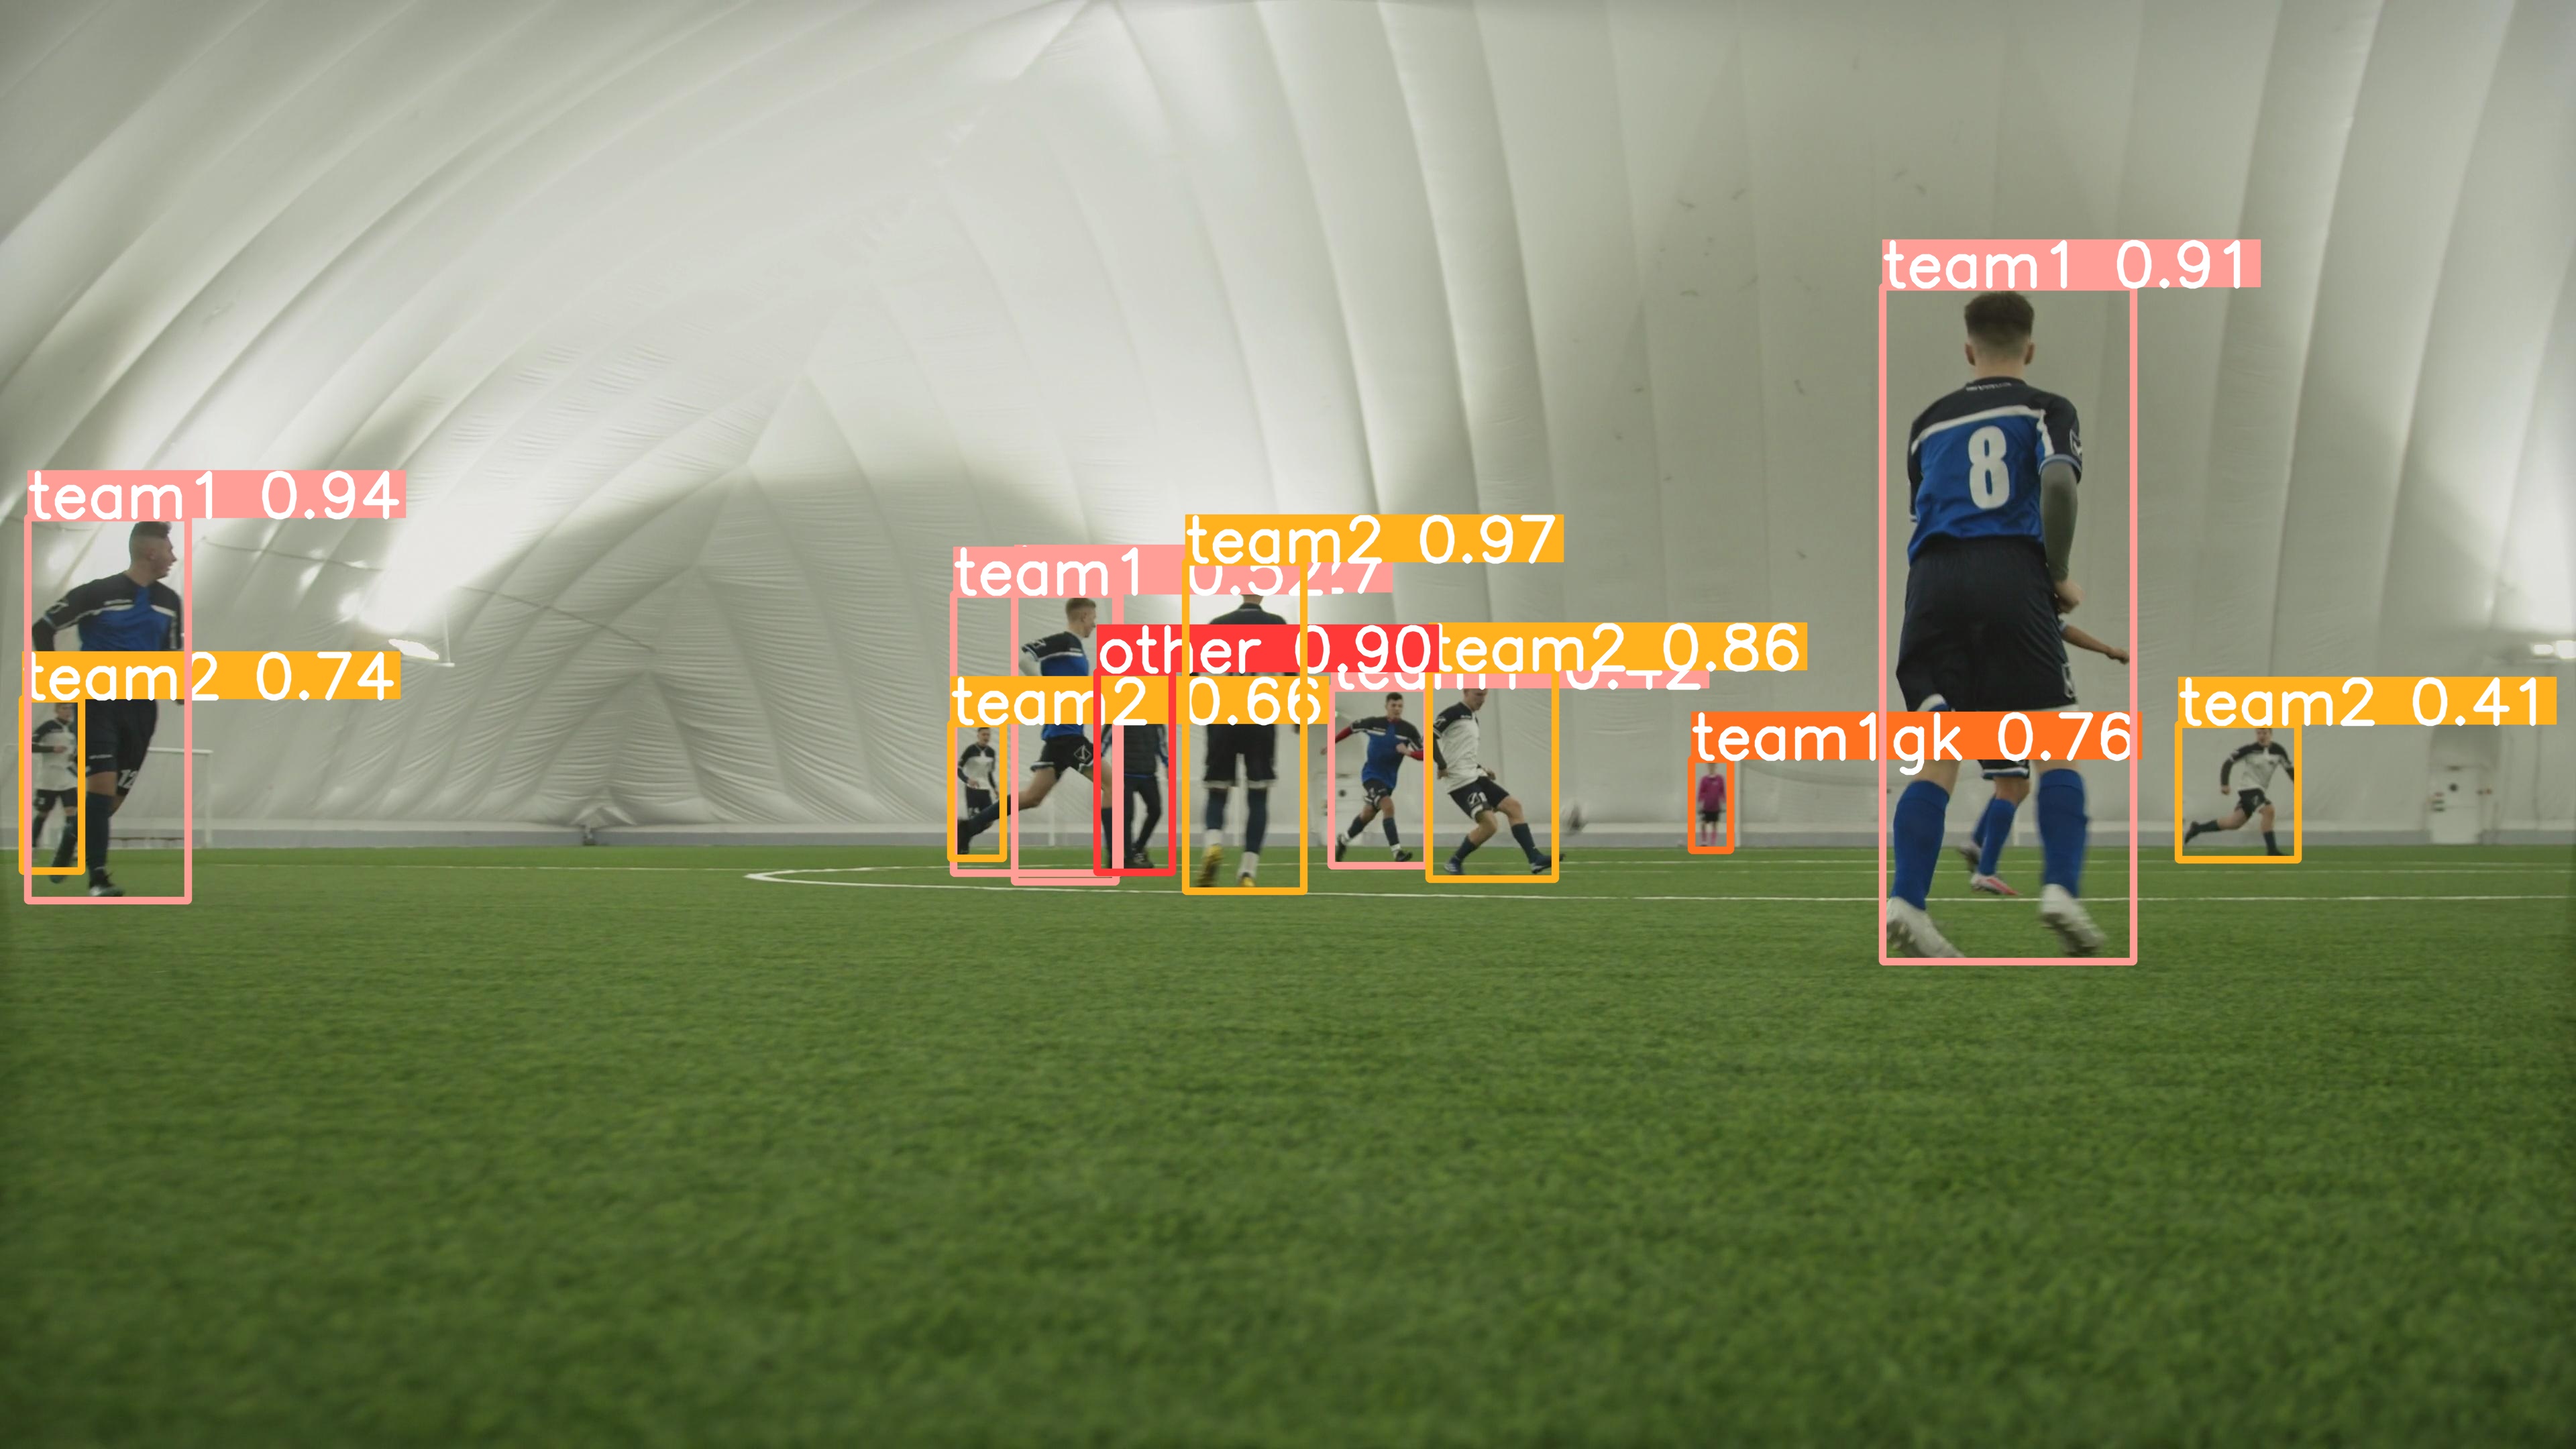 team1 0.91
8
team1 0.94
team2 0.97
team1
other 0.90
team2 0.86
team2 0.74
team2 0.66
team2 0.41
team1gk 0.76
12